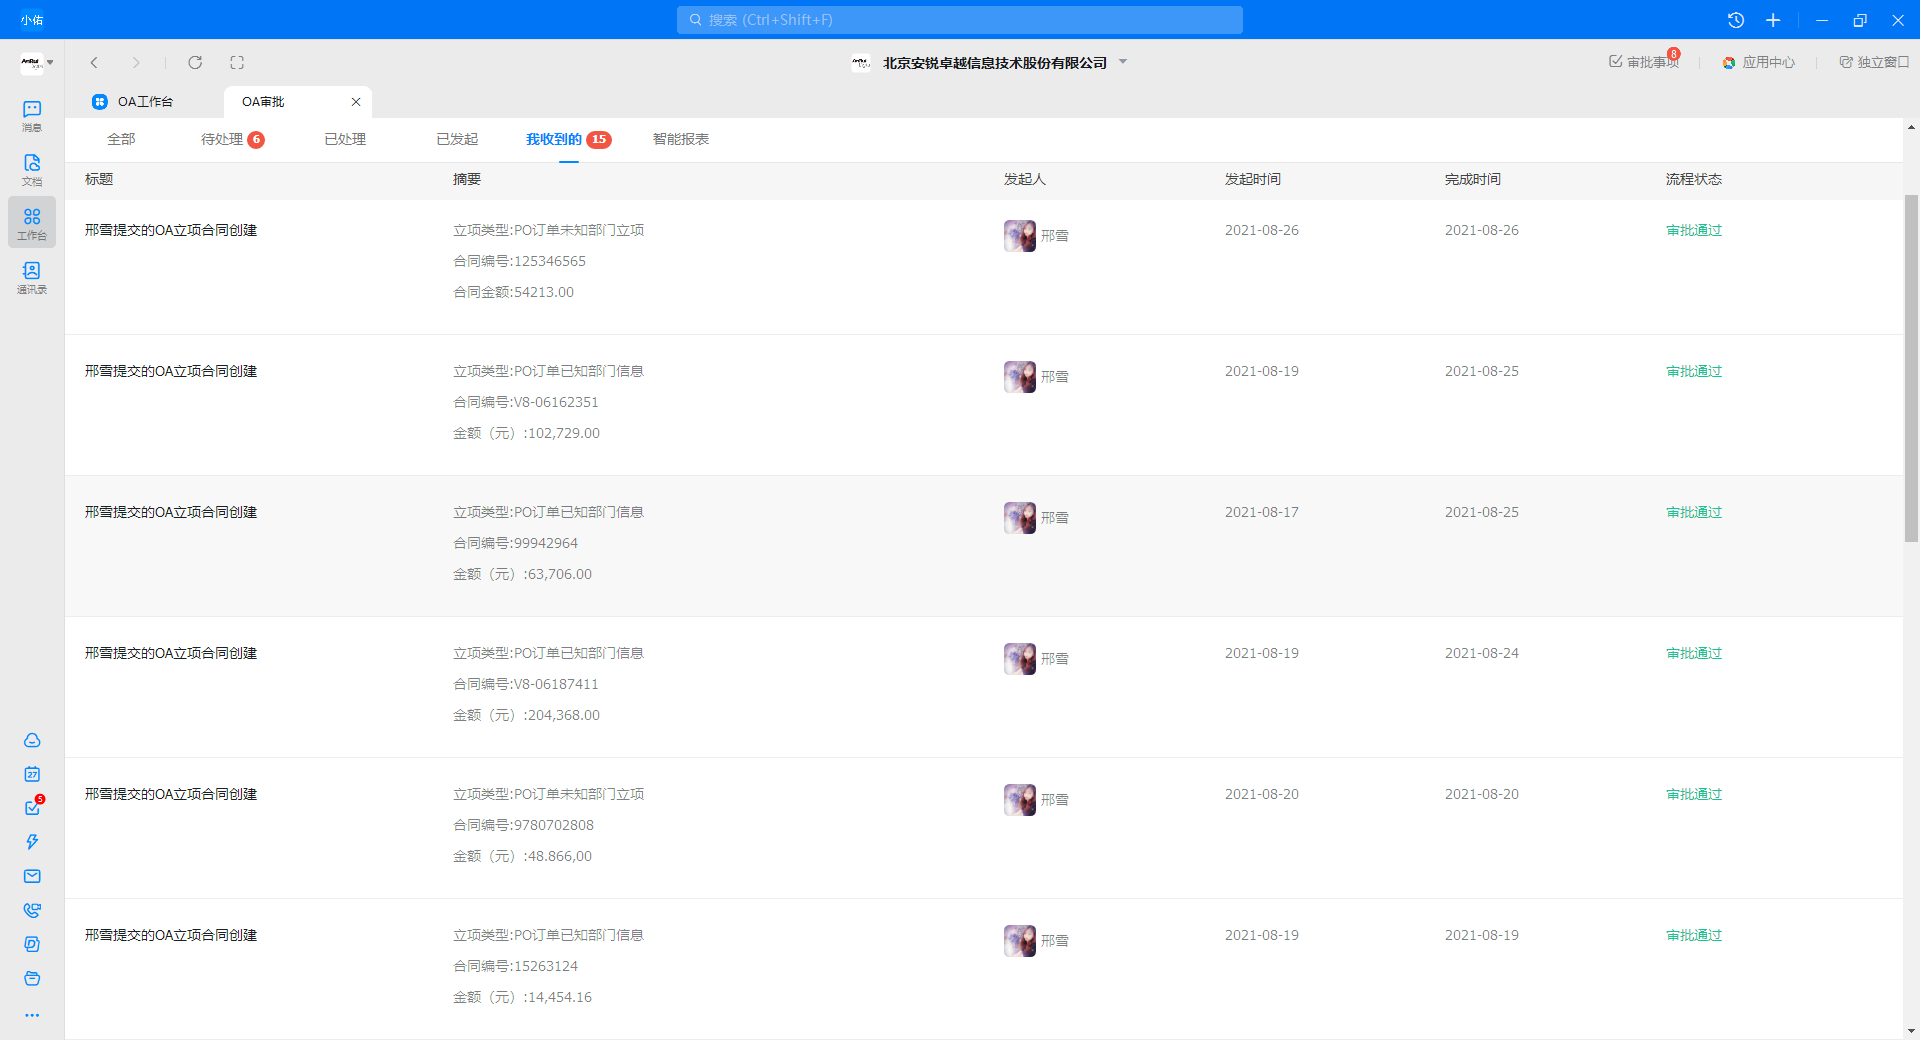 小佑
搜索 (Ctrl+Shift+F)
北京安锐卓越信息技术股份有限公司
审批事项 8
应用中心
独立窗口
OA工作台
OA审批
消息
文档
工作台
通讯录
27
5
全部
待处理 6
已处理
已发起
我收到的 15
智能报表
标题 摘要 发起人 发起时间 完成时间 流程状态
邢雪提交的OA立项合同创建 立项类型:PO订单未知部门立项 邢雪 2021-08-26 2021-08-26 审批通过
合同编号:125346565
合同金额:54213.00
邢雪提交的OA立项合同创建 立项类型:PO订单已知部门信息 邢雪 2021-08-19 2021-08-25 审批通过
合同编号:V8-06162351
金额（元）:102,729.00
邢雪提交的OA立项合同创建 立项类型:PO订单已知部门信息 邢雪 2021-08-17 2021-08-25 审批通过
合同编号:99942964
金额（元）:63,706.00
邢雪提交的OA立项合同创建 立项类型:PO订单已知部门信息 邢雪 2021-08-19 2021-08-24 审批通过
合同编号:V8-06187411
金额（元）:204,368.00
邢雪提交的OA立项合同创建 立项类型:PO订单未知部门立项 邢雪 2021-08-20 2021-08-20 审批通过
合同编号:9780702808
金额（元）:48.866,00
邢雪提交的OA立项合同创建 立项类型:PO订单已知部门信息 邢雪 2021-08-19 2021-08-19 审批通过
合同编号:15263124
金额（元）:14,454.16